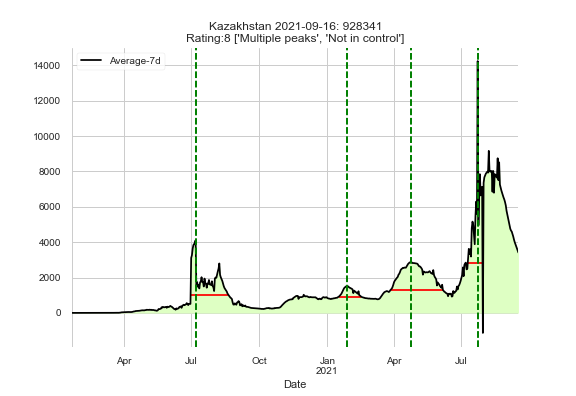 Kazakhstan 2021-09-16: 928341
Rating:8 ['Multiple peaks', 'Not in control']
Average-7d
14000
12000
10000
8000
6000
4000
2000
0
Apr
Jul
Oct
Jan
2021
Apr
Jul
Date